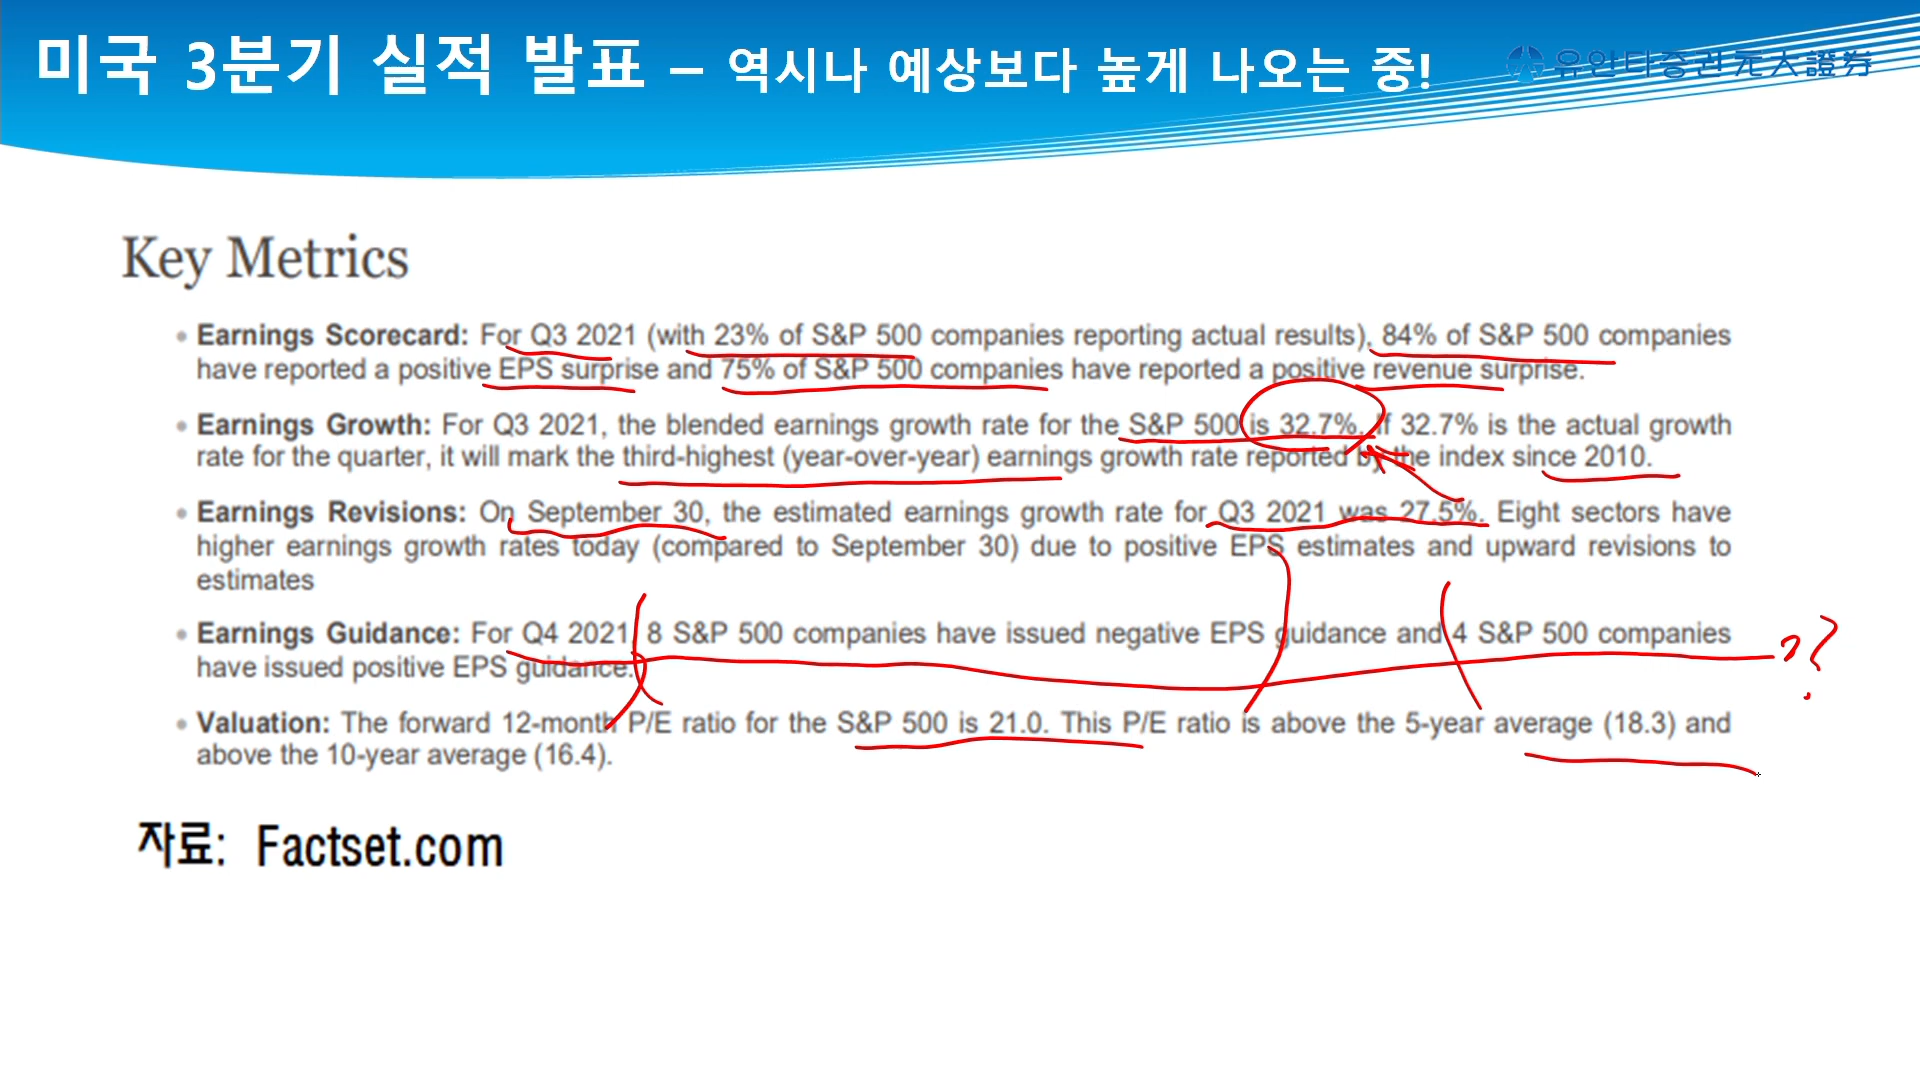 미국 3분기 실적 발표 – 역시나 예상보다 높게 나오는 중!
유안타증권 元大證券
Key Metrics
• Earnings Scorecard: For Q3 2021 (with 23% of S&P 500 companies reporting actual results), 84% of S&P 500 companies
have reported a positive EPS surprise and 75% of S&P 500 companies have reported a positive revenue surprise.
• Earnings Growth: For Q3 2021, the blended earnings growth rate for the S&P 500 is 32.7%. If 32.7% is the actual growth
rate for the quarter, it will mark the third-highest (year-over-year) earnings growth rate reported by the index since 2010.
• Earnings Revisions: On September 30, the estimated earnings growth rate for Q3 2021 was 27.5%. Eight sectors have
higher earnings growth rates today (compared to September 30) due to positive EPS estimates and upward revisions to
estimates
• Earnings Guidance: For Q4 2021, 8 S&P 500 companies have issued negative EPS guidance and 4 S&P 500 companies
have issued positive EPS guidance.
??
• Valuation: The forward 12-month P/E ratio for the S&P 500 is 21.0. This P/E ratio is above the 5-year average (18.3) and
above the 10-year average (16.4).
자료: Factset.com